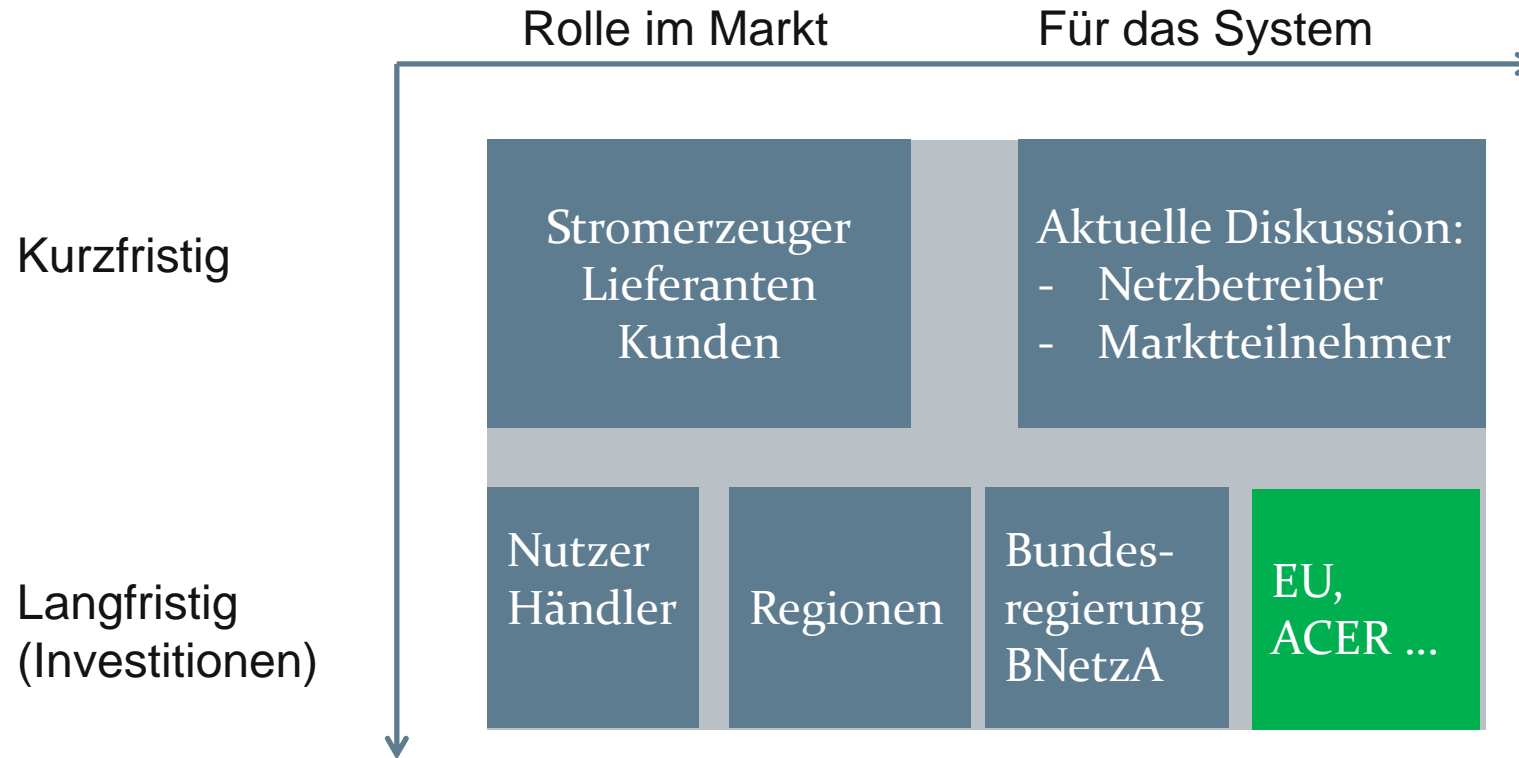 Rolle im Markt
Für das System
Kurzfristig
Stromerzeuger
Lieferanten
Kunden
Aktuelle Diskussion:
- Netzbetreiber
- Marktteilnehmer
Langfristig
(Investitionen)
Nutzer
Händler
Regionen
Bundes-
regierung
BNetzA
EU,
ACER ...